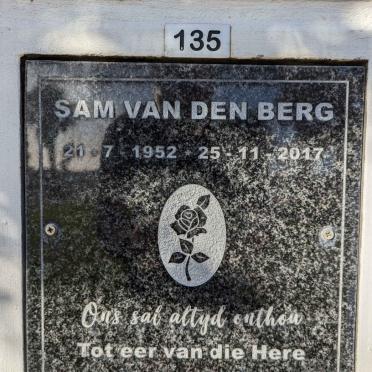 135
SAM VAN DEN BERG
21 - 7 - 1952 - 25 - 11 - 2017
Ons sal altyd onthou
Tot eer van die Here